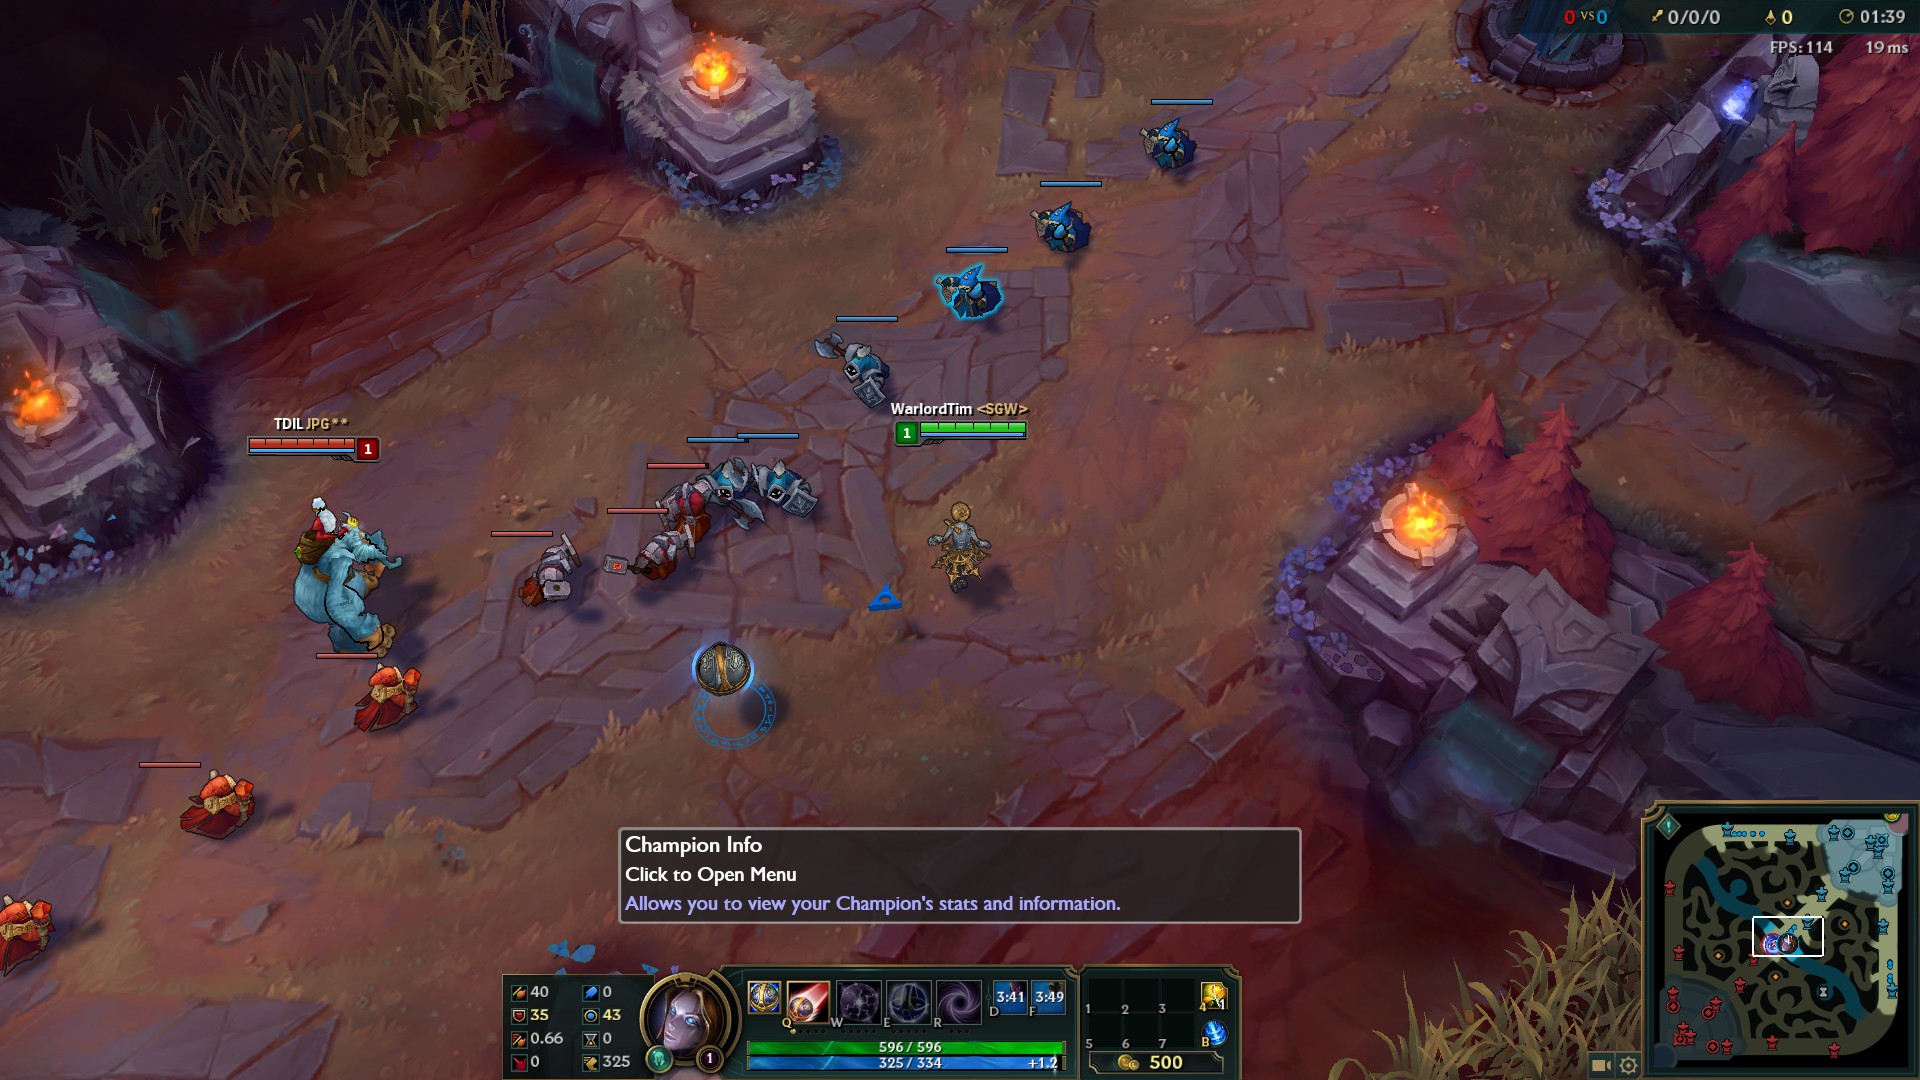 0 VS 0 0/0/0 0 01:39
FPS: 114 19 ms
WarlordTim <SGW>
1
TDIL JPG**
1
Champion Info
Click to Open Menu
Allows you to view your Champion's stats and information.
40 0
35 43
0.66 0
0 325
1
Q W E R
3:41 D 3:49 F
596 / 596
325 / 334 +1.2
1 2 3 4 1
5 6 7 B
500